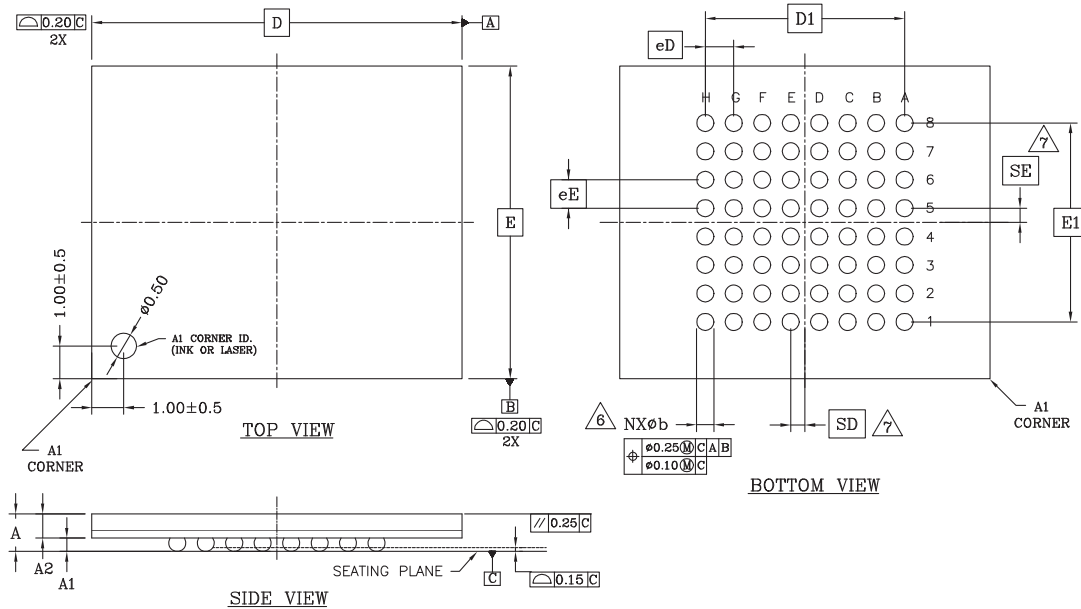 ⌓ 0.20 C
2X
D
A
E
1.00±0.5
ø0.50
A1 CORNER ID.
(INK OR LASER)
1.00±0.5
B
⌓ 0.20 C
2X
TOP VIEW
A1
CORNER
D1
eD
H G F E D C B A
8
7
6
5
4
3
2
1
7
SE
eE
E1
6 NXøb
⌖ ø0.25Ⓜ C A B
ø0.10Ⓜ C
SD 7
A1
CORNER
BOTTOM VIEW
A
A2
A1
// 0.25 C
SEATING PLANE
C
⌓ 0.15 C
SIDE VIEW